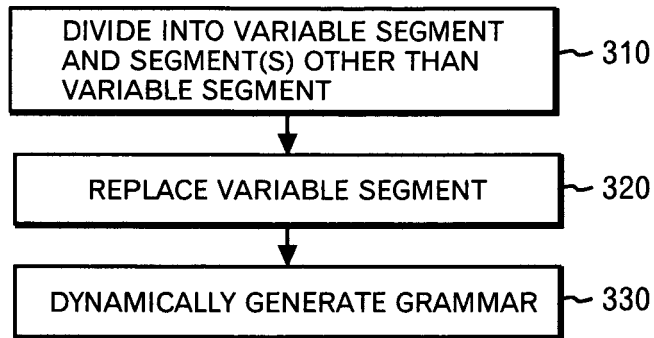 DIVIDE INTO VARIABLE SEGMENT
AND SEGMENT(S) OTHER THAN
VARIABLE SEGMENT
310
REPLACE VARIABLE SEGMENT
320
DYNAMICALLY GENERATE GRAMMAR
330